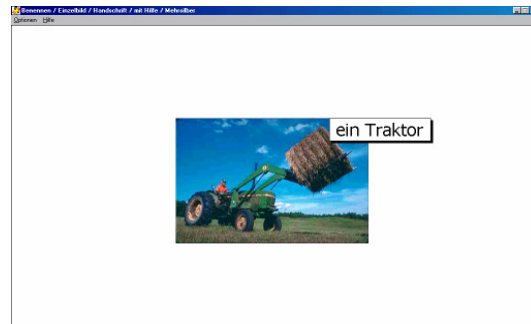 Benennen / Einzelbild / Handschrift / mit Hilfe / Mehrsilber
Optionen Hilfe
ein Traktor